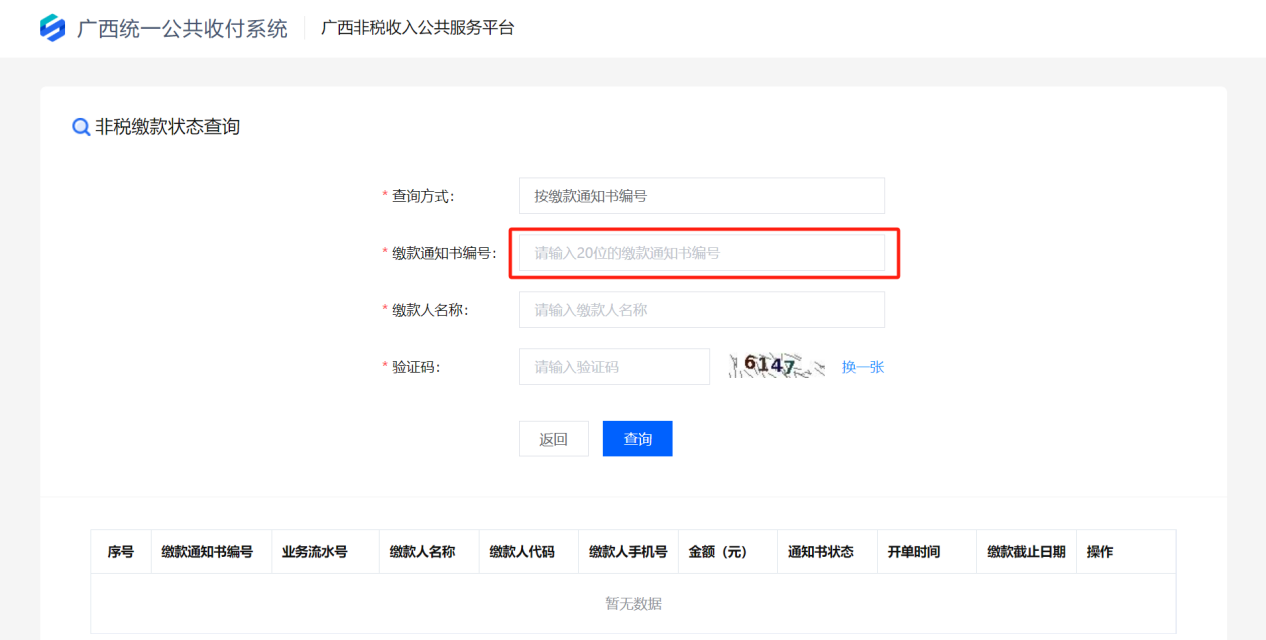 广西统一公共收付系统 广西非税收入公共服务平台
非税缴款状态查询
* 查询方式： 按缴款通知书编号
* 缴款通知书编号： 请输入20位的缴款通知书编号
* 缴款人名称： 请输入缴款人名称
* 验证码： 请输入验证码 6147 换一张
返回 查询
序号 缴款通知书编号 业务流水号 缴款人名称 缴款人代码 缴款人手机号 金额（元） 通知书状态 开单时间 缴款截止日期 操作
暂无数据